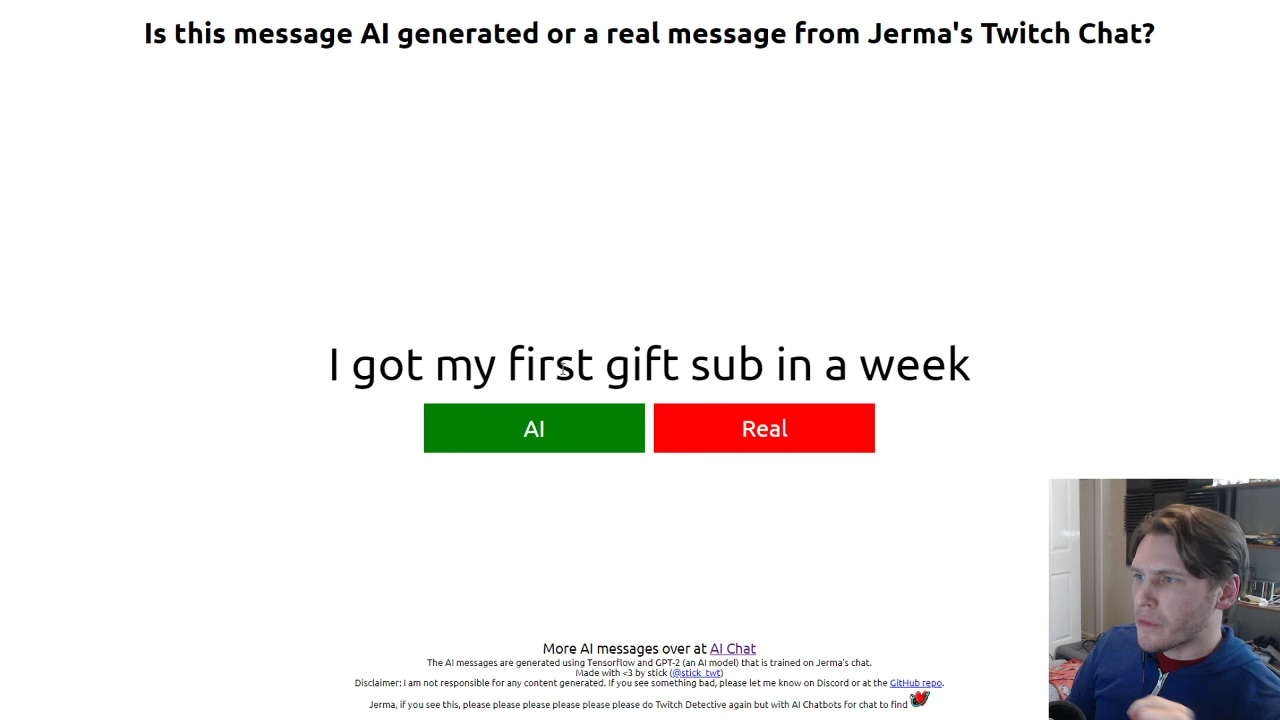 Is this message AI generated or a real message from Jerma's Twitch Chat?
I got my first gift sub in a week
AI
Real
More AI messages over at AI Chat
The AI messages are generated using Tensorflow and GPT-2 (an AI model) that is trained on Jerma's chat.
Made with <3 by stick (@stick_twt)
Disclaimer: I am not responsible for any content generated. If you see something bad, please let me know on Discord or at the GitHub repo.
Jerma, if you see this, please please please please please please do Twitch Detective again but with AI Chatbots for chat to find